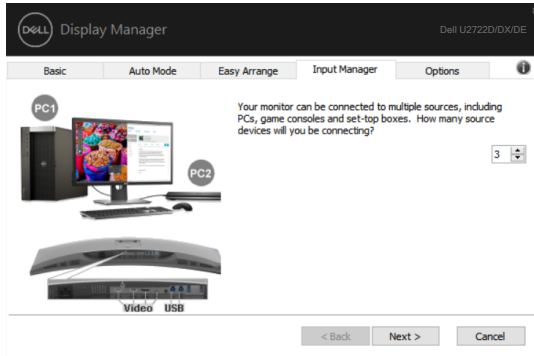 DELL Display Manager
Dell U2722D/DX/DE
Basic
Auto Mode
Easy Arrange
Input Manager
Options
PC1
PC2
Video
USB
Your monitor can be connected to multiple sources, including
PCs, game consoles and set-top boxes. How many source
devices will you be connecting?
3
< Back
Next >
Cancel